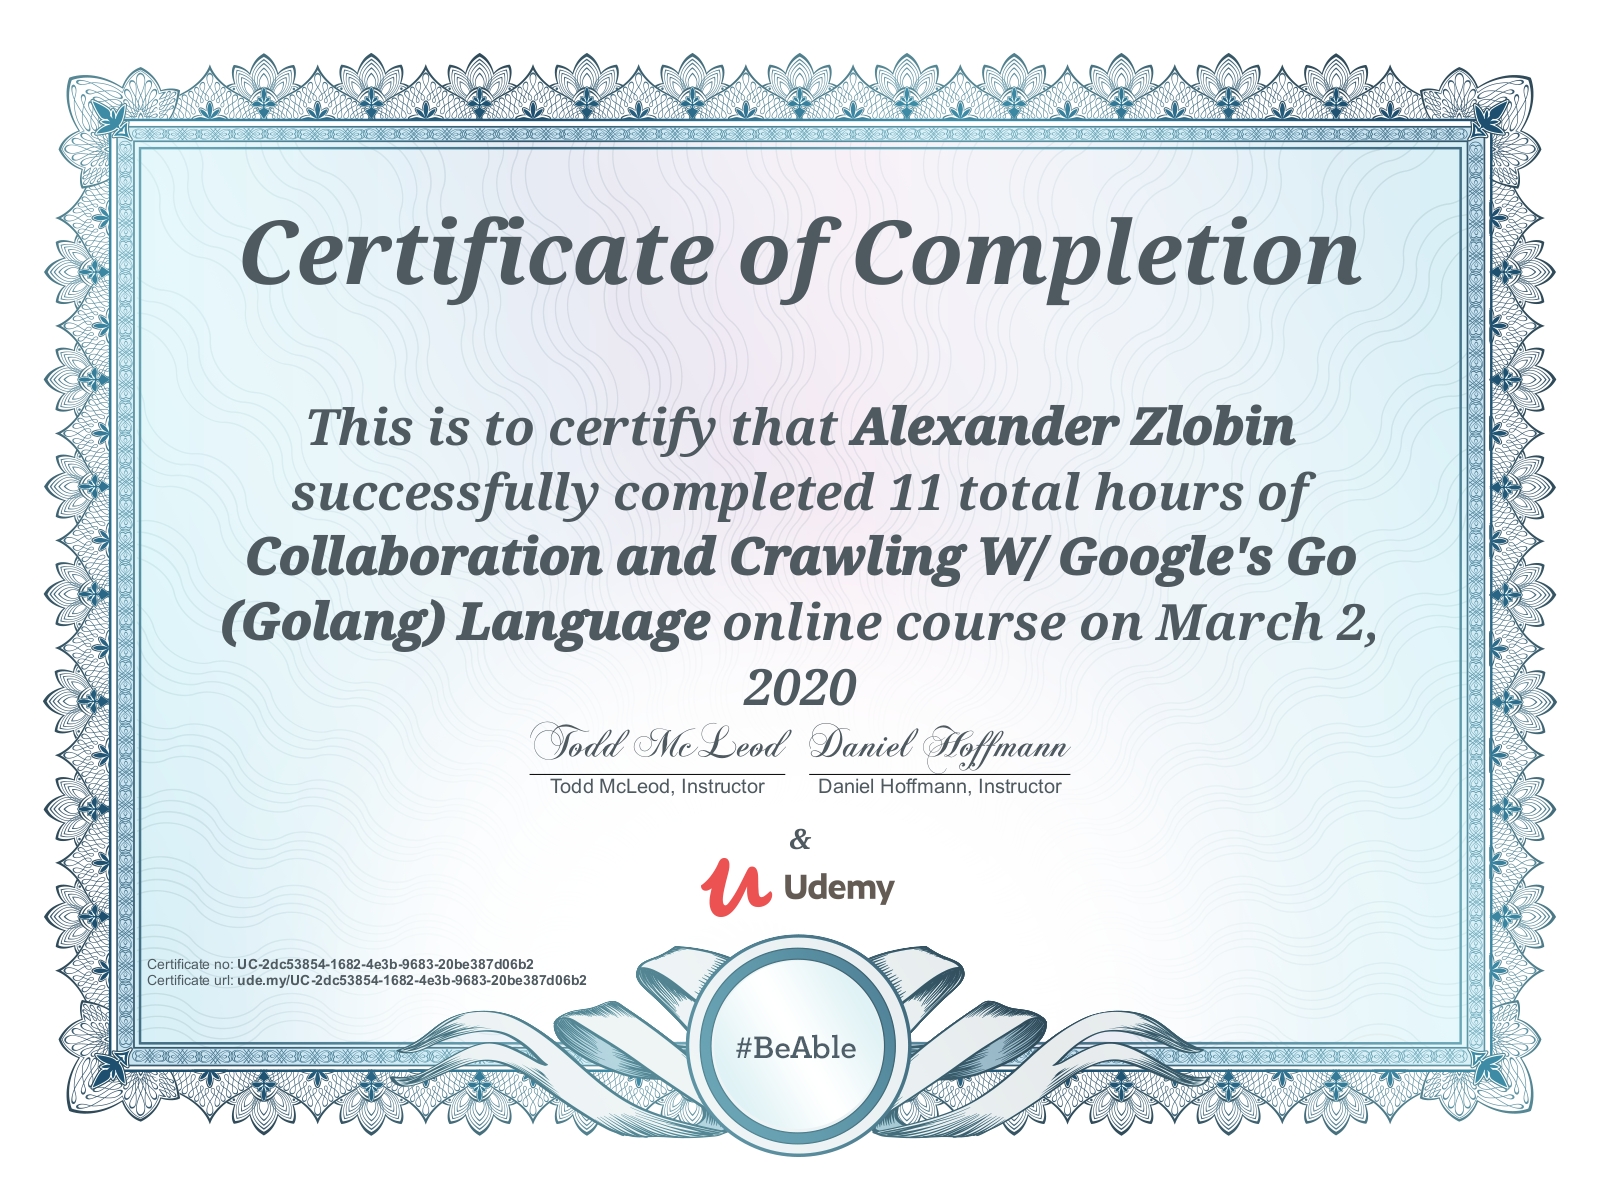 Certificate of Completion
This is to certify that Alexander Zlobin
successfully completed 11 total hours of
Collaboration and Crawling W/ Google's Go
(Golang) Language online course on March 2,
2020
Todd McLeod Daniel Hoffmann
Todd McLeod, Instructor Daniel Hoffmann, Instructor
&
Udemy
Certificate no: UC-2dc53854-1682-4e3b-9683-20be387d06b2
Certificate url: ude.my/UC-2dc53854-1682-4e3b-9683-20be387d06b2
#BeAble